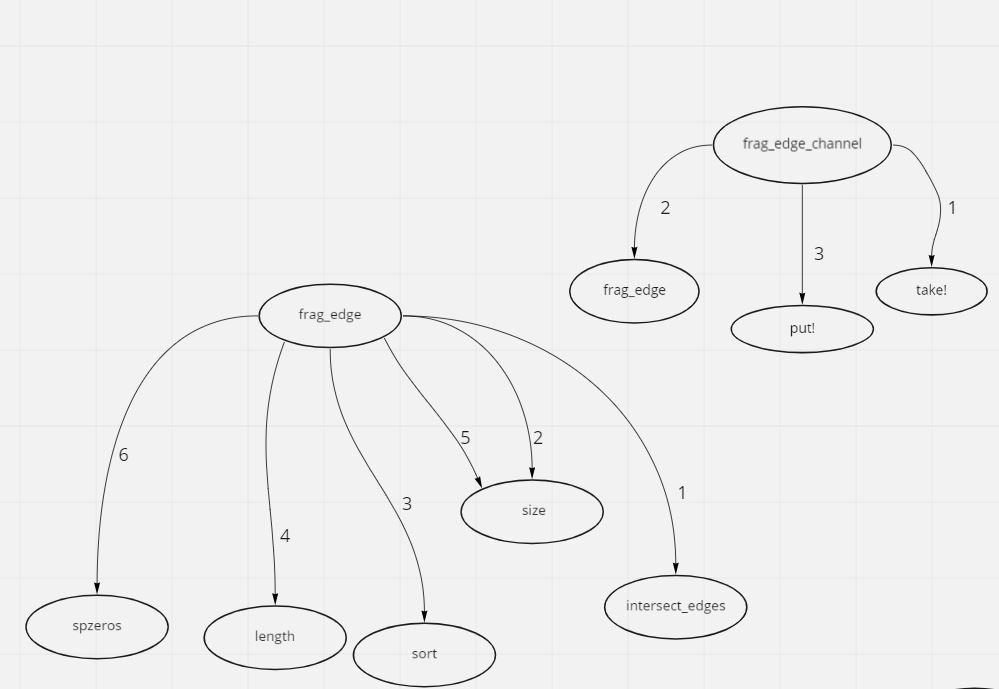 frag_edge_channel
2
1
3
frag_edge
take!
put!
frag_edge
6
5
2
3
1
4
size
spzeros
length
sort
intersect_edges